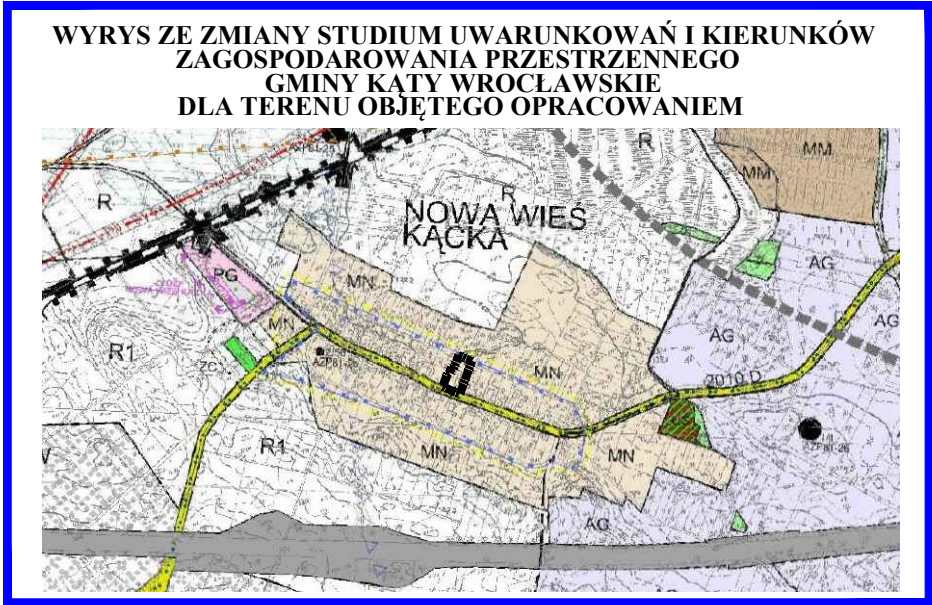 WYRYS ZE ZMIANY STUDIUM UWARUNKOWAŃ I KIERUNKÓW
ZAGOSPODAROWANIA PRZESTRZENNEGO
GMINY KĄTY WROCŁAWSKIE
DLA TERENU OBJĘTEGO OPRACOWANIEM
R
MM
MM
R
R
NOWA WIEŚ
KĄCKA
AG
PG
MN
MN
AG
AG
R1
ZC
MN
2010 D
R1
MN
MN
AG
AG